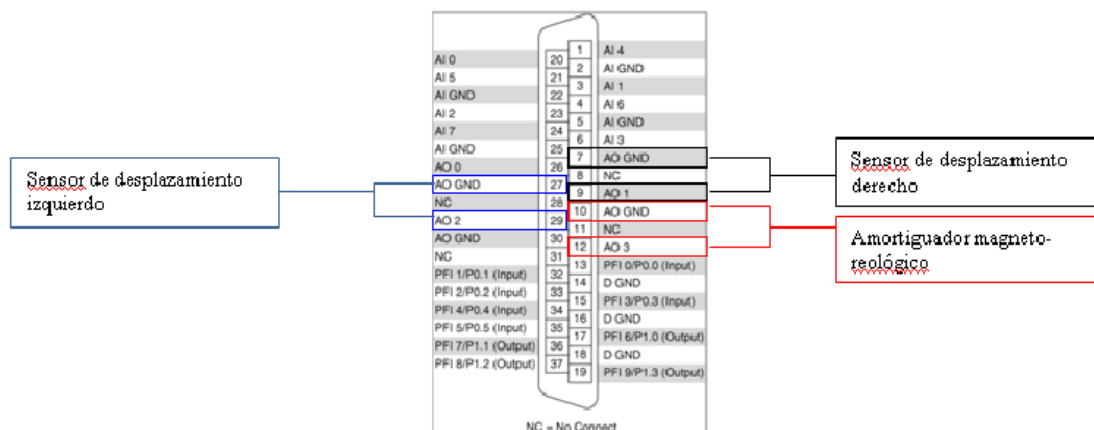 Sensor de desplazamiento
izquierdo
AI 0
AI 5
AI GND
AI 2
AI 7
AI GND
AO 0
AO GND
NC
AO 2
AO GND
NC
PFI 1/P0.1 (Input)
PFI 2/P0.2 (Input)
PFI 4/P0.4 (Input)
PFI 5/P0.5 (Input)
PFI 7/P1.1 (Output)
PFI 8/P1.2 (Output)
20
21
22
23
24
25
26
27
28
29
30
31
32
33
34
35
36
37
1
2
3
4
5
6
7
8
9
10
11
12
13
14
15
16
17
18
19
AI 4
AI GND
AI 1
AI 6
AI GND
AI 3
AO GND
NC
AO 1
AO GND
NC
AO 3
PFI 0/P0.0 (Input)
D GND
PFI 3/P0.3 (Input)
D GND
PFI 6/P1.0 (Output)
D GND
PFI 9/P1.3 (Output)
NC = No Connect
Sensor de desplazamiento
derecho
Amortiguador magneto-
reológico